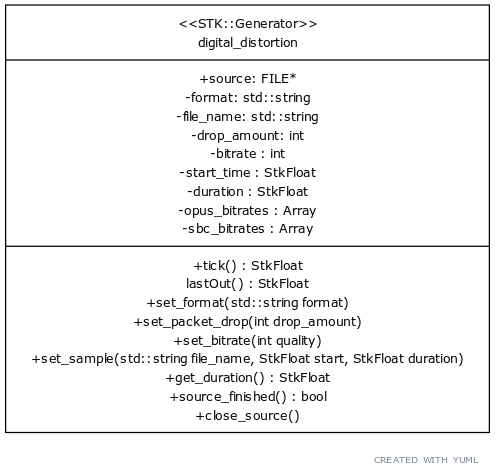 <<STK::Generator>>
digital_distortion
+source: FILE*
-format: std::string
-file_name: std::string
-drop_amount: int
-bitrate : int
-start_time : StkFloat
-duration : StkFloat
-opus_bitrates : Array
-sbc_bitrates : Array
+tick() : StkFloat
lastOut() : StkFloat
+set_format(std::string format)
+set_packet_drop(int drop_amount)
+set_bitrate(int quality)
+set_sample(std::string file_name, StkFloat start, StkFloat duration)
+get_duration() : StkFloat
+source_finished() : bool
+close_source()
CREATED WITH YUML